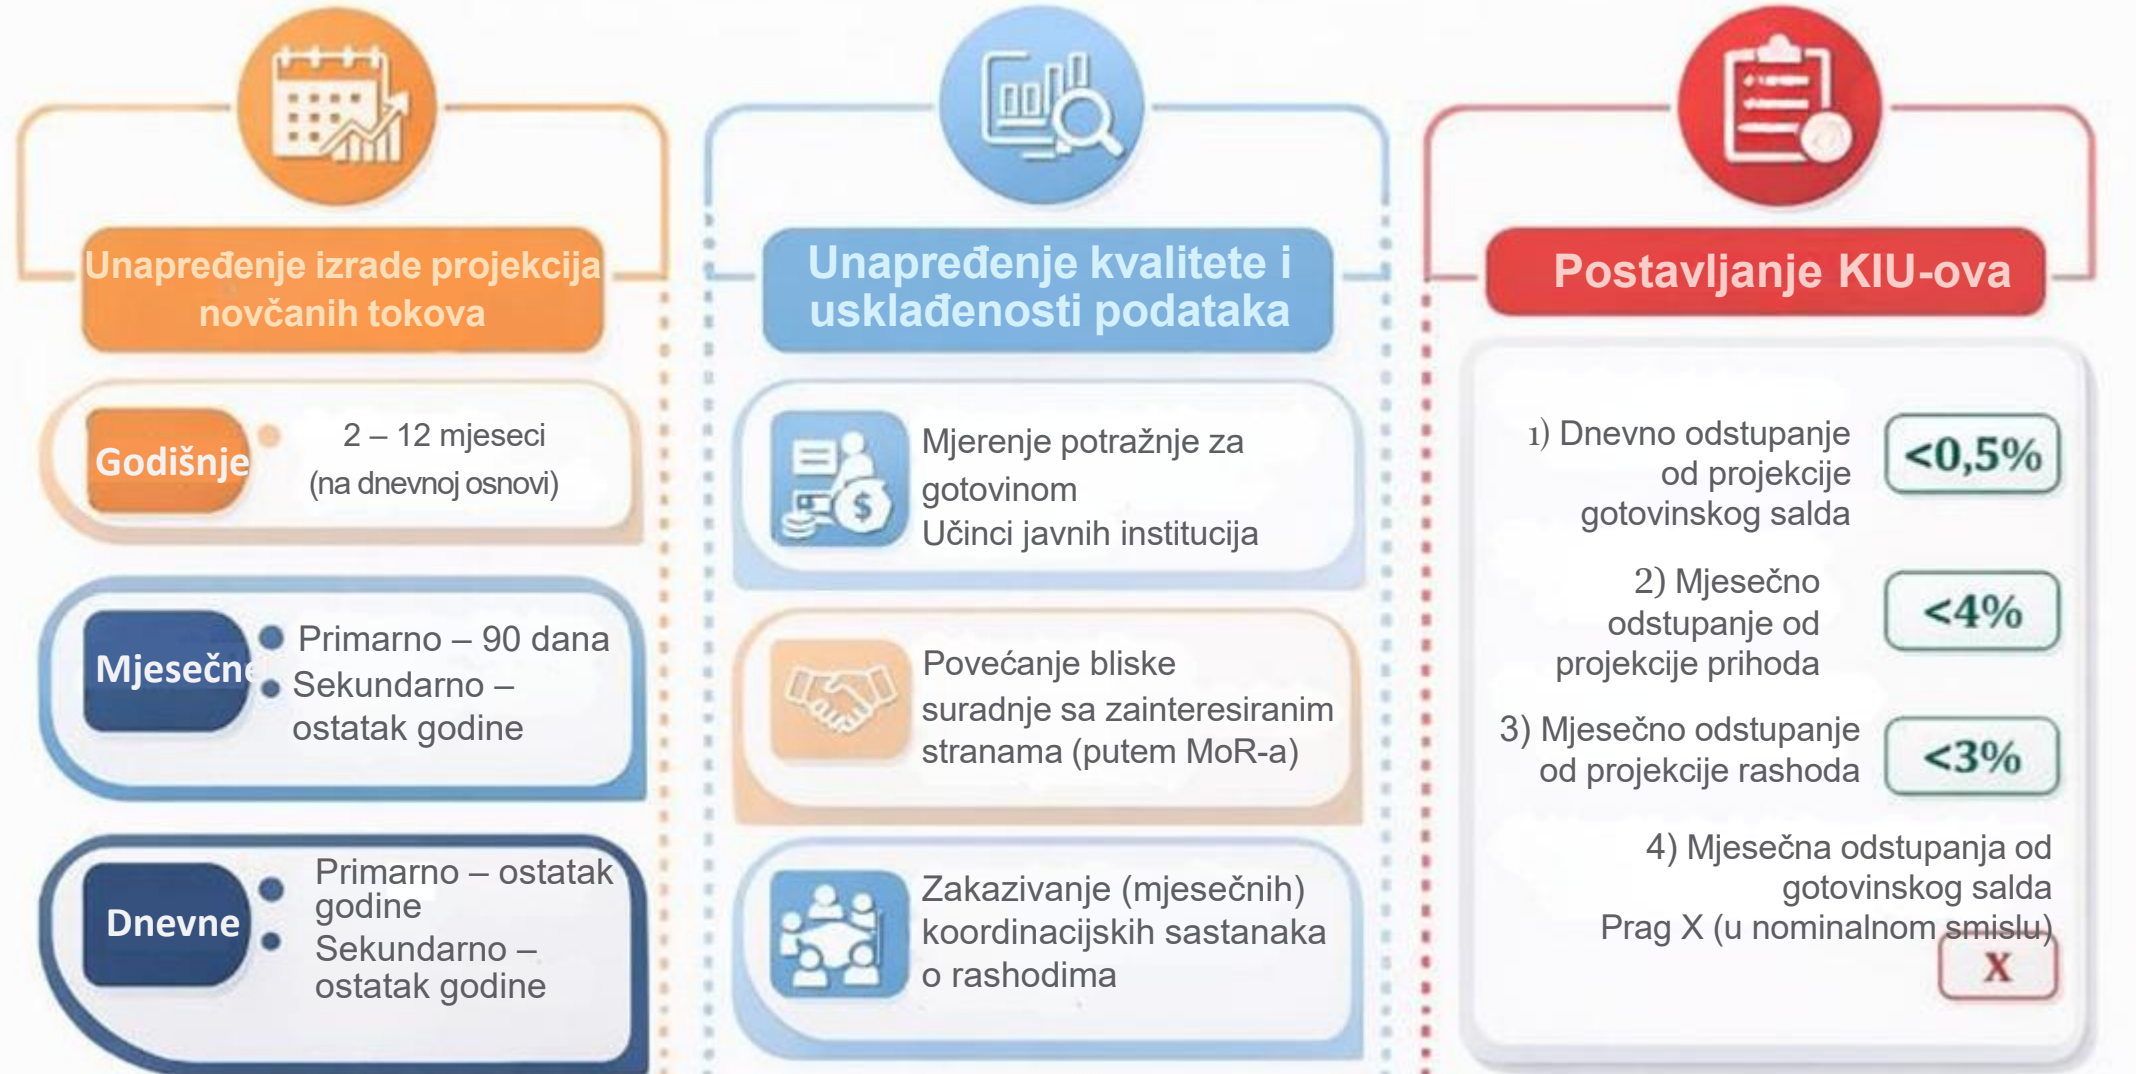 Unapređenje izrade projekcija
novčanih tokova
Godišnje
2 – 12 mjeseci
(na dnevnoj osnovi)
Mjesečne
Primarno – 90 dana
Sekundarno –
ostatak godine
Dnevne
Primarno – ostatak
godine
Sekundarno –
ostatak godine
Unapređenje kvalitete i
usklađenosti podataka
Mjerenje potražnje za
gotovinom
Učinci javnih institucija
Povećanje bliske
suradnje sa zainteresiranim
stranama (putem MoR-a)
Zakazivanje (mjesečnih)
koordinacijskih sastanaka
o rashodima
Postavljanje KIU-ova
1) Dnevno odstupanje
od projekcije
gotovinskog salda
<0,5%
2) Mjesečno
odstupanje od
projekcije prihoda
<4%
3) Mjesečno odstupanje
od projekcije rashoda
<3%
4) Mjesečna odstupanja od
gotovinskog salda
Prag X (u nominalnom smislu)
X